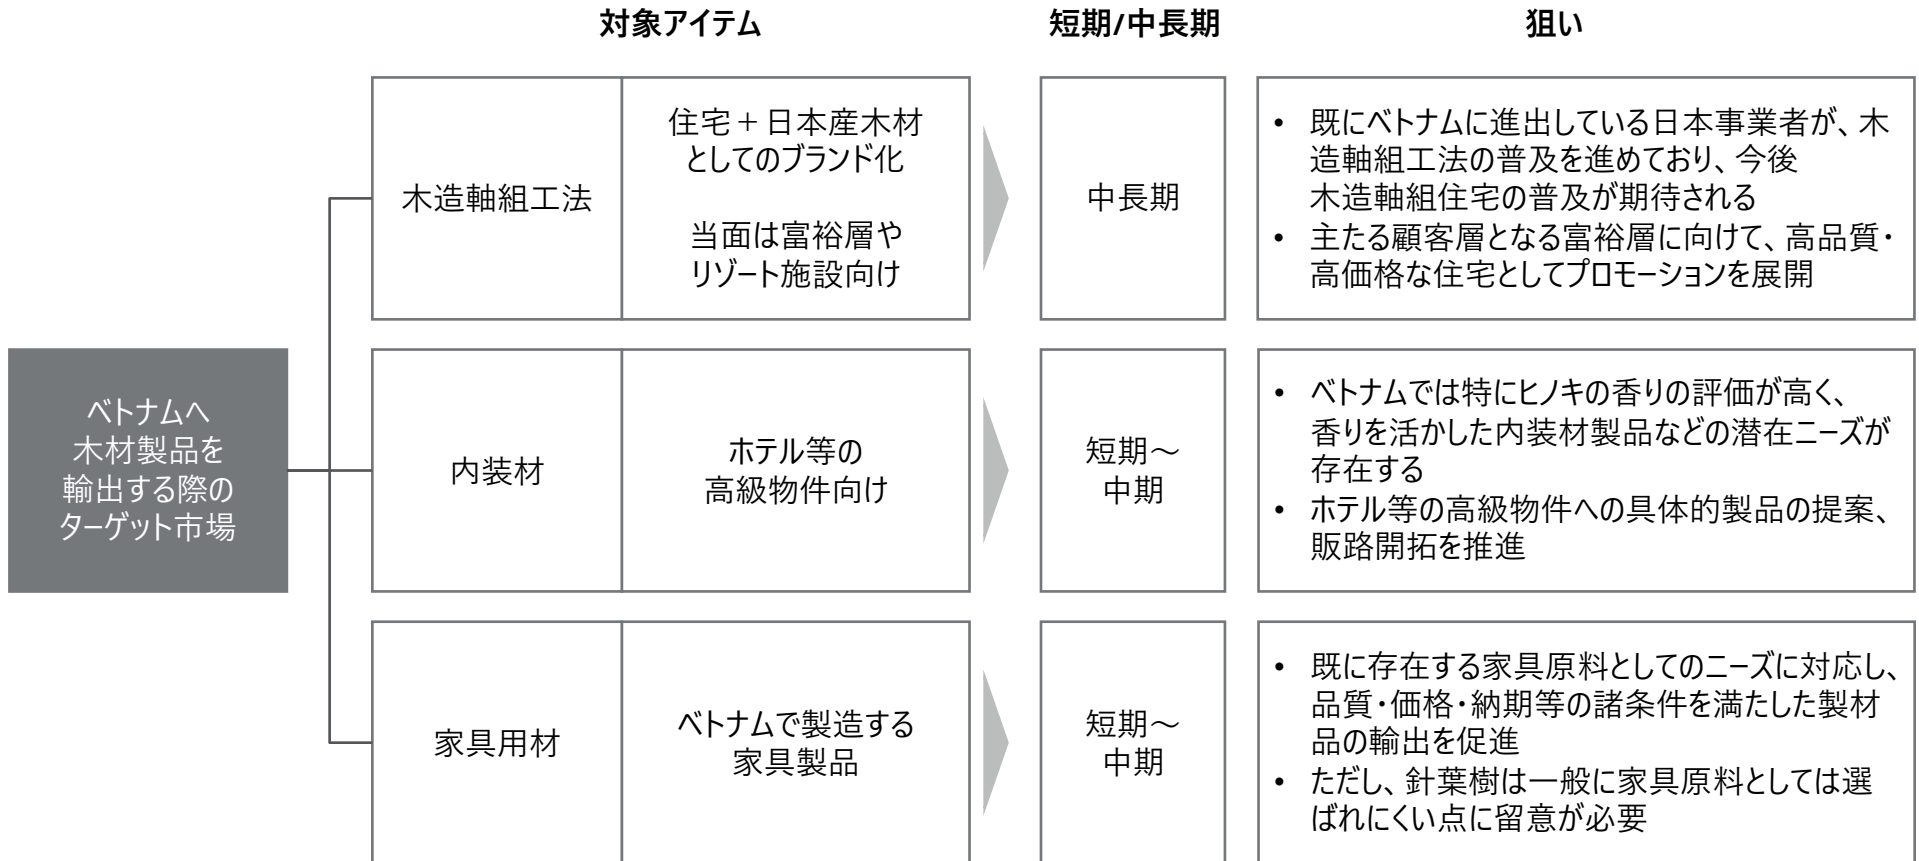 対象アイテム
短期/中長期
狙い
ベトナムへ
木材製品を
輸出する際の
ターゲット市場
木造軸組工法
住宅＋日本産木材
としてのブランド化
当面は富裕層や
リゾート施設向け
中長期
• 既にベトナムに進出している日本事業者が、木
造軸組工法の普及を進めており、今後
木造軸組住宅の普及が期待される
• 主たる顧客層となる富裕層に向けて、高品質・
高価格な住宅としてプロモーションを展開
内装材
ホテル等の
高級物件向け
短期～
中期
• ベトナムでは特にヒノキの香りの評価が高く、
香りを活かした内装材製品などの潜在ニーズが
存在する
• ホテル等の高級物件への具体的製品の提案、
販路開拓を推進
家具用材
ベトナムで製造する
家具製品
短期～
中期
• 既に存在する家具原料としてのニーズに対応し、
品質・価格・納期等の諸条件を満たした製材
品の輸出を促進
• ただし、針葉樹は一般に家具原料としては選
ばれにくい点に留意が必要